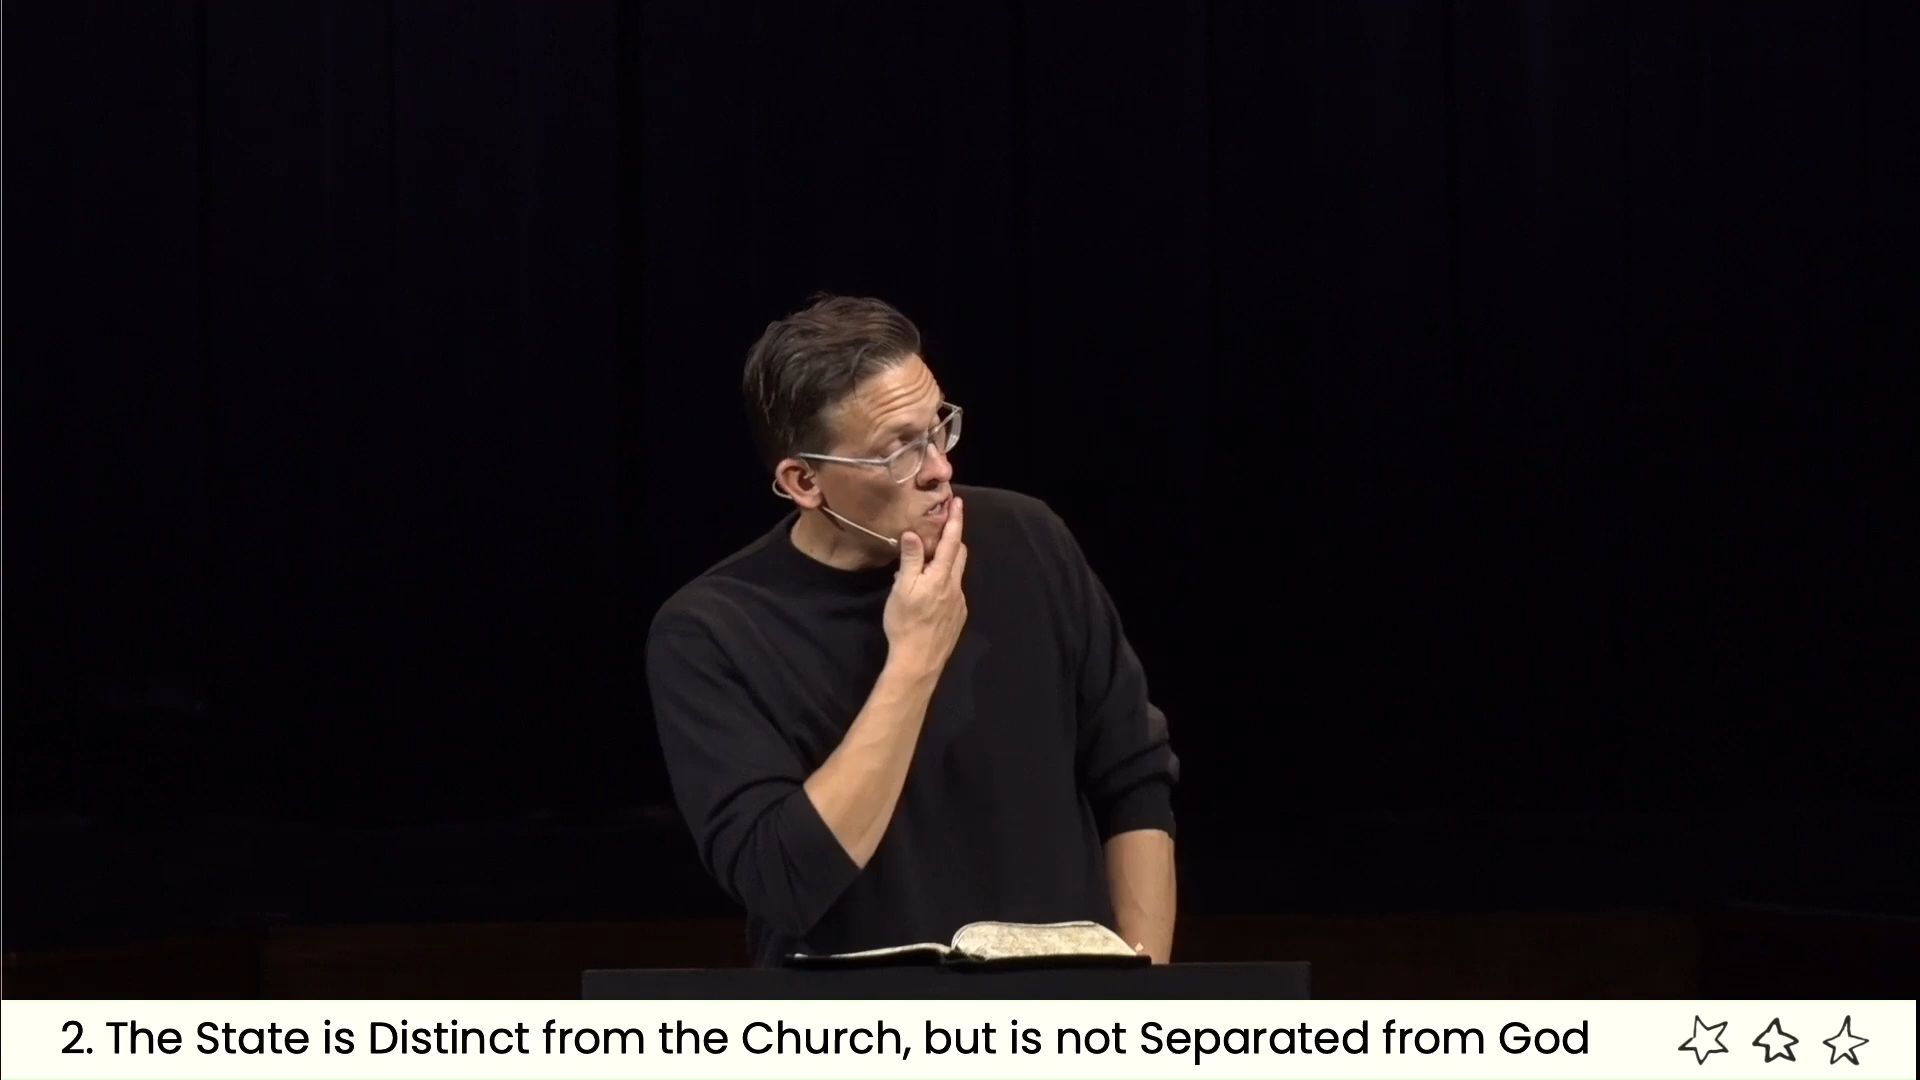 2. The State is Distinct from the Church, but is not Separated from God